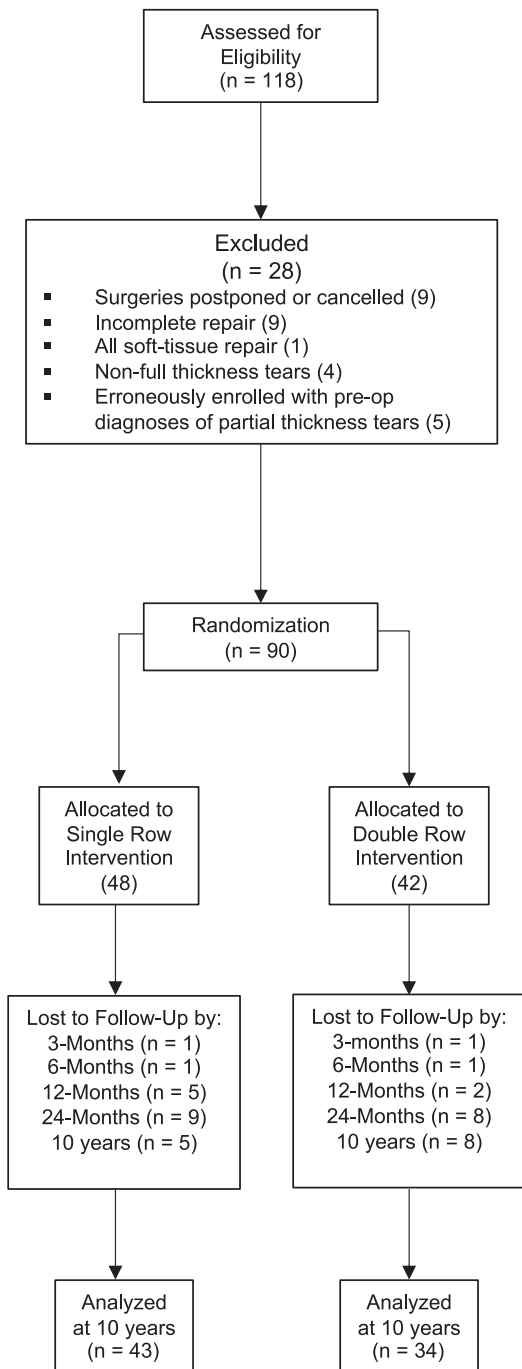 Assessed for
Eligibility
(n = 118)
Excluded
(n = 28)
▪ Surgeries postponed or cancelled (9)
▪ Incomplete repair (9)
▪ All soft-tissue repair (1)
▪ Non-full thickness tears (4)
▪ Erroneously enrolled with pre-op
diagnoses of partial thickness tears (5)
Randomization
(n = 90)
Allocated to
Single Row
Intervention
(48)
Allocated to
Double Row
Intervention
(42)
Lost to Follow-Up by:
3-Months (n = 1)
6-Months (n = 1)
12-Months (n = 5)
24-Months (n = 9)
10 years (n = 5)
Lost to Follow-Up by:
3-months (n = 1)
6-Months (n = 1)
12-Months (n = 2)
24-Months (n = 8)
10 years (n = 8)
Analyzed
at 10 years
(n = 43)
Analyzed
at 10 years
(n = 34)